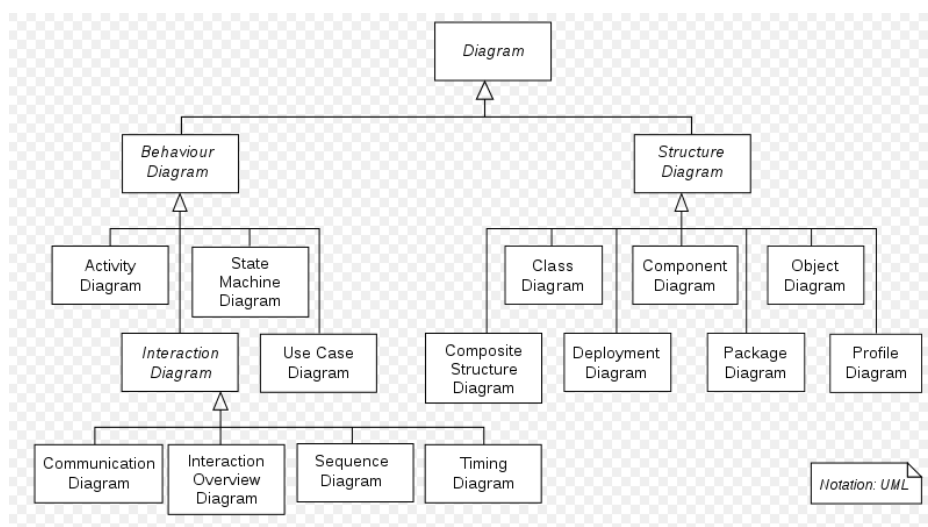 Diagram
Behaviour
Diagram
Structure
Diagram
Activity
Diagram
State
Machine
Diagram
Class
Diagram
Component
Diagram
Object
Diagram
Interaction
Diagram
Use Case
Diagram
Composite
Structure
Diagram
Deployment
Diagram
Package
Diagram
Profile
Diagram
Communication
Diagram
Interaction
Overview
Diagram
Sequence
Diagram
Timing
Diagram
Notation: UML